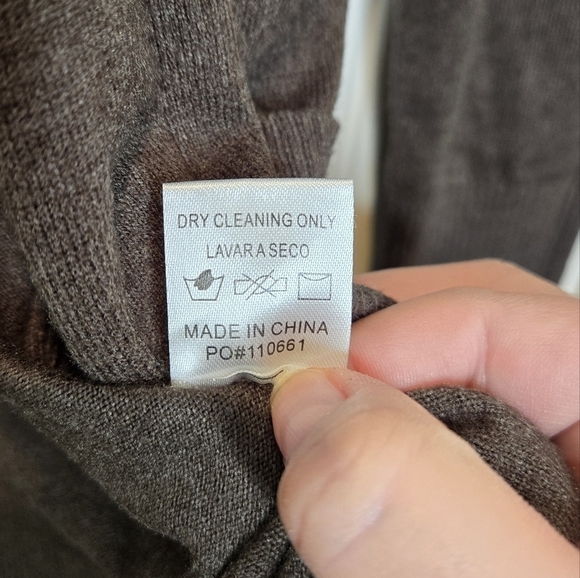 DRY CLEANING ONLY
LAVAR A SECO
MADE IN CHINA
PO#110661